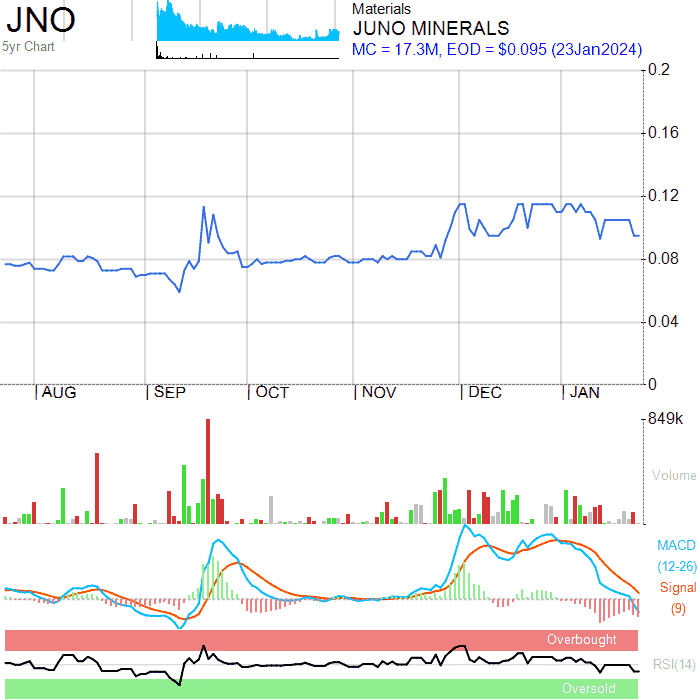 JNO
5yr Chart
Materials
JUNO MINERALS
MC = 17.3M, EOD = $0.095 (23Jan2024)
0.2
0.16
0.12
0.08
0.04
0
AUG SEP OCT NOV DEC JAN
849k
Volume
MACD
(12-26)
Signal
(9)
Overbought
RSI(14)
Oversold